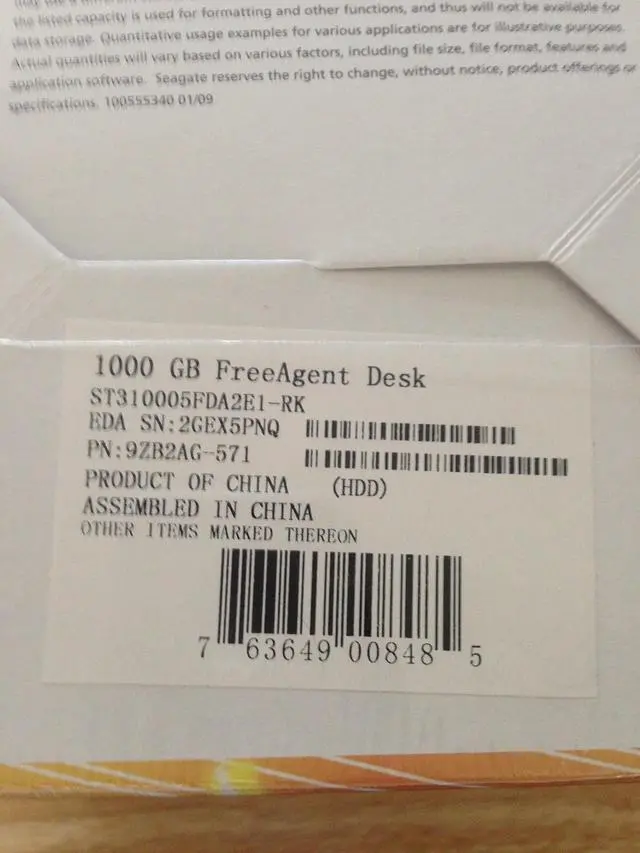 may use a different
the listed capacity is used for formatting and other functions, and thus will not be available for
data storage. Quantitative usage examples for various applications are for illustrative purposes.
Actual quantities will vary based on various factors, including file size, file format, features and
application software. Seagate reserves the right to change, without notice, product offerings or
specifications. 100555340 01/09
1000 GB FreeAgent Desk
ST310005FDA2E1-RK
EDA SN:2GEX5PNQ
PN:9ZB2AG-571
PRODUCT OF CHINA (HDD)
ASSEMBLED IN CHINA
OTHER ITEMS MARKED THEREON
7 63649 00848 5